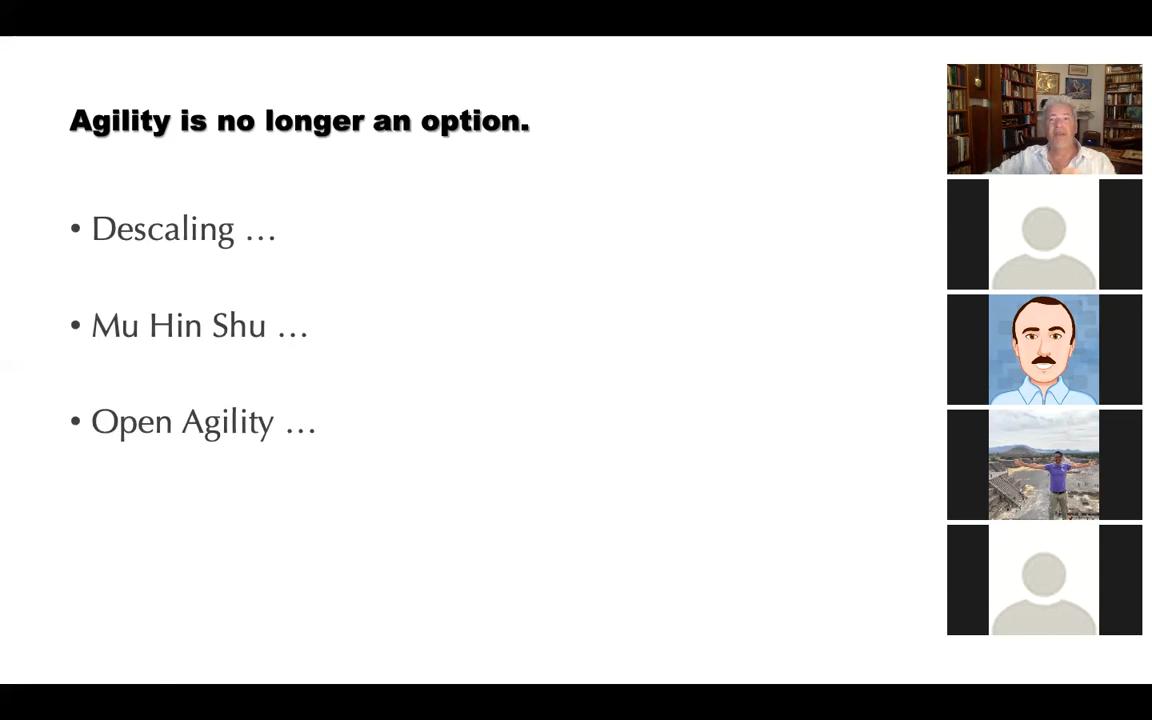 Agility is no longer an option.
• Descaling …
• Mu Hin Shu …
• Open Agility …